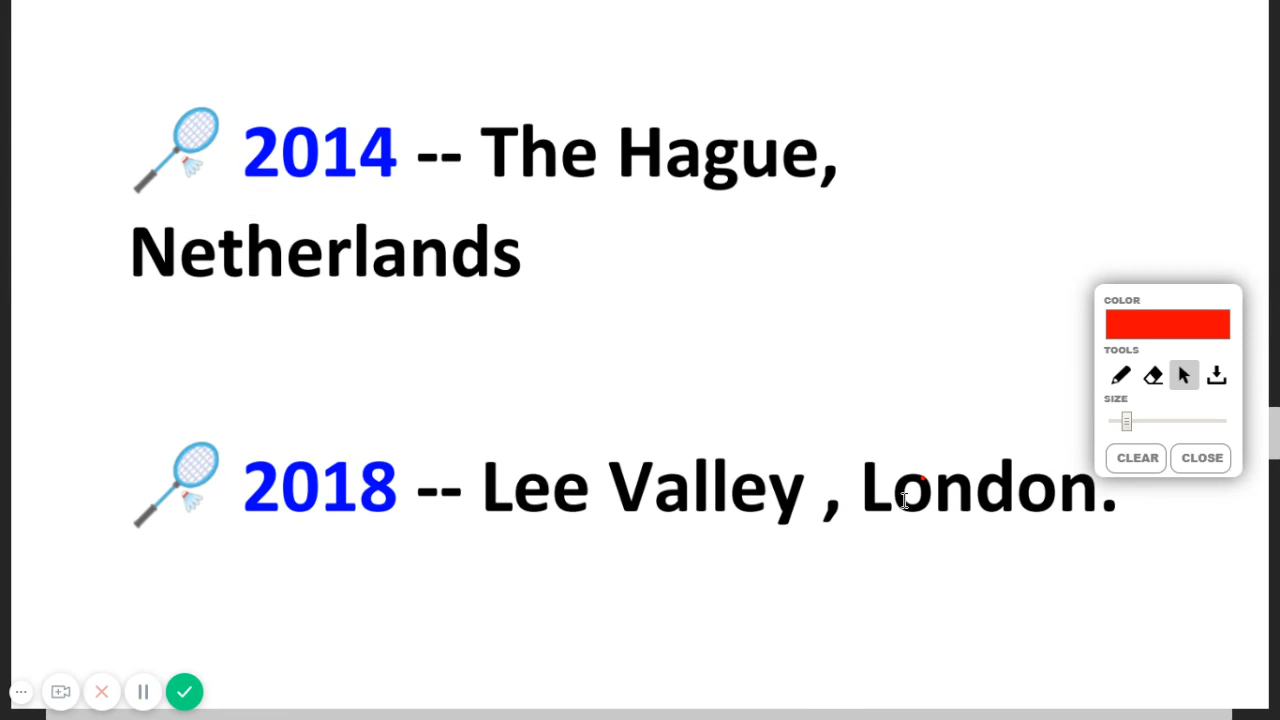 2014 -- The Hague,
Netherlands
COLOR
TOOLS
SIZE
CLEAR CLOSE
2018 -- Lee Valley , London.